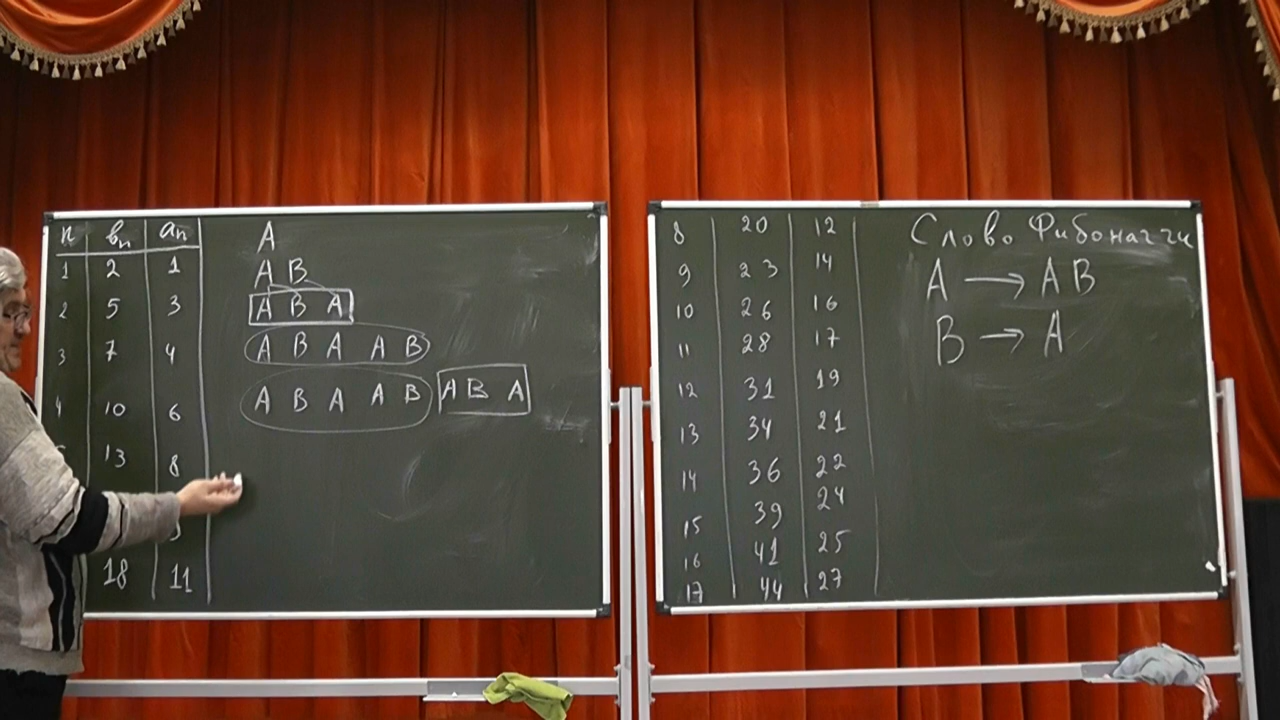 n bn an
1 2 1
2 5 3
3 7 4
4 10 6
13 8
18 11
A
A B
A B A
A B A A B
A B A A B A B A
8 20 12
9 23 14
10 26 16
11 28 17
12 31 19
13 34 21
14 36 22
15 39 24
16 41 25
17 44 27
Слово Фибоначчи
A → A B
B → A